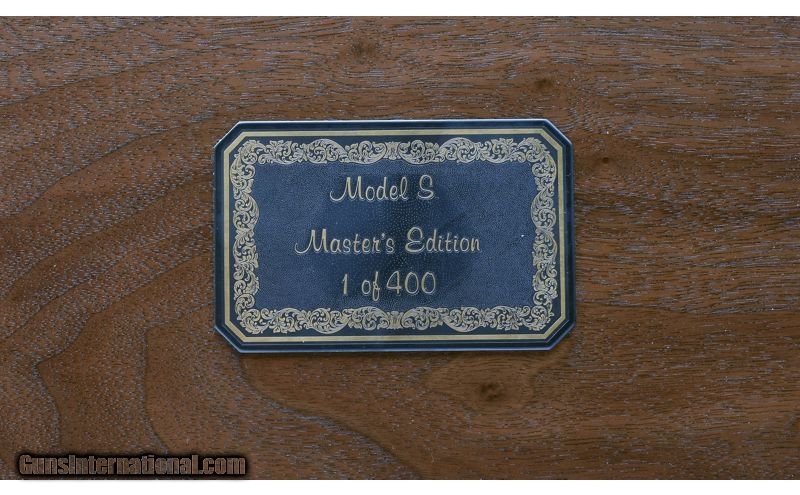 Model S
Master's Edition
1 of 400
GunsInternational.com